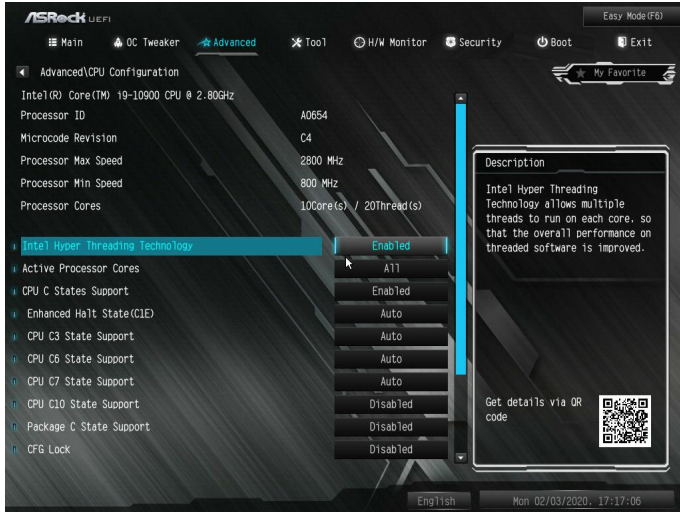 ASRock UEFI
Easy Mode(F6)
Main OC Tweaker Advanced Tool H/W Monitor Security Boot Exit
Advanced\CPU Configuration
My Favorite
Intel(R) Core(TM) i9-10900 CPU @ 2.80GHz
Processor ID A0654
Microcode Revision C4
Processor Max Speed 2800 MHz
Processor Min Speed 800 MHz
Processor Cores 10Core(s) / 20Thread(s)
Intel Hyper Threading Technology Enabled
Active Processor Cores All
CPU C States Support Enabled
Enhanced Halt State(C1E) Auto
CPU C3 State Support Auto
CPU C6 State Support Auto
CPU C7 State Support Auto
CPU C10 State Support Disabled
Package C State Support Disabled
CFG Lock Disabled
Description
Intel Hyper Threading
Technology allows multiple
threads to run on each core, so
that the overall performance on
threaded software is improved.
Get details via QR
code
English
Mon 02/03/2020. 17:17:06